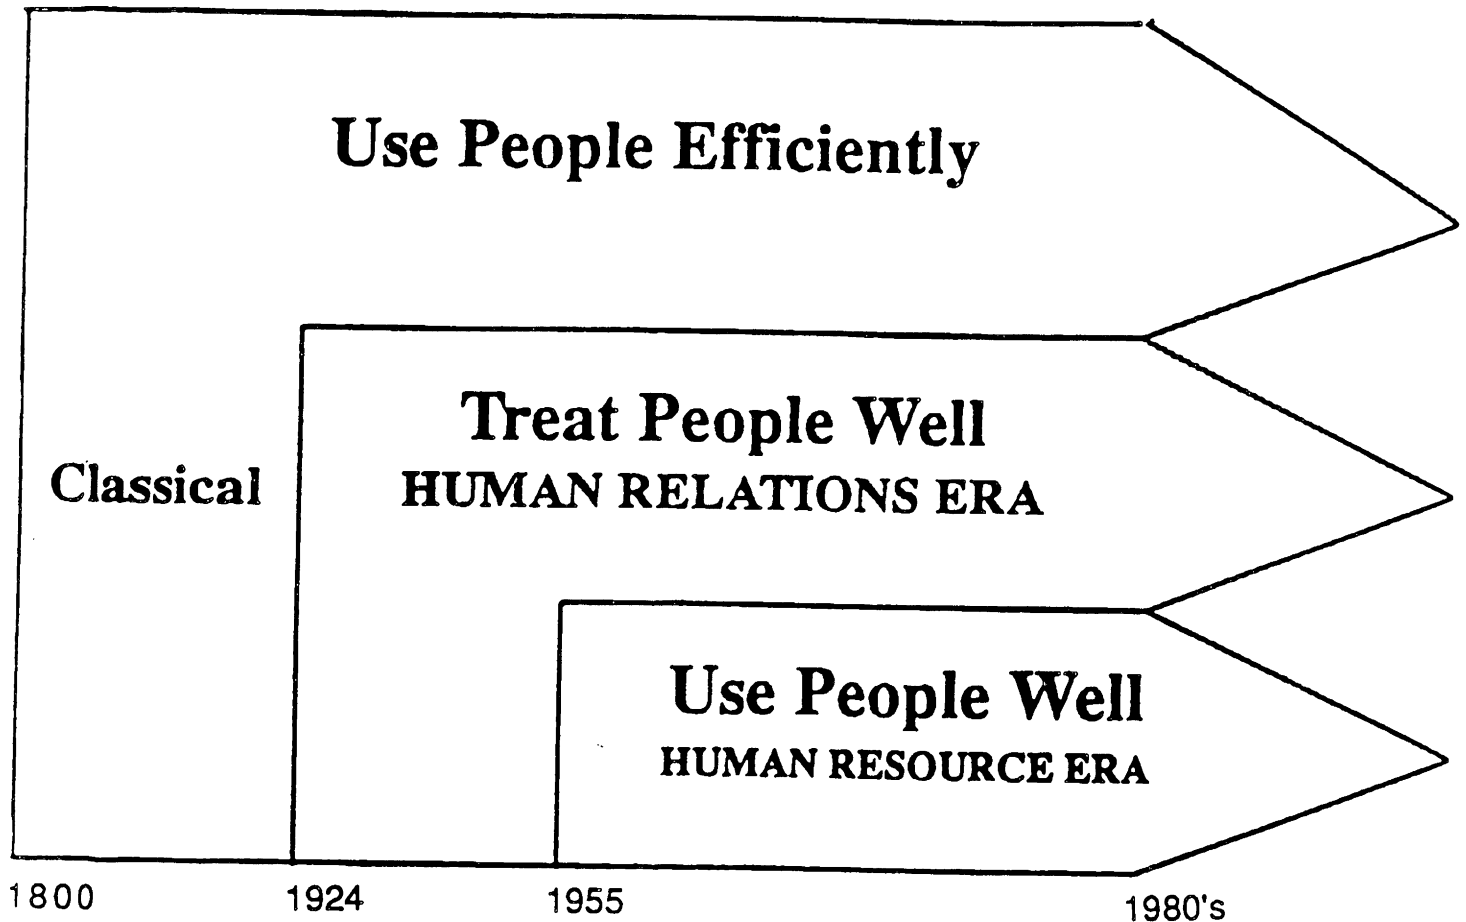 Use People Efficiently
Treat People Well
HUMAN RELATIONS ERA
Classical
Use People Well
HUMAN RESOURCE ERA
1800
1924
1955
1980's